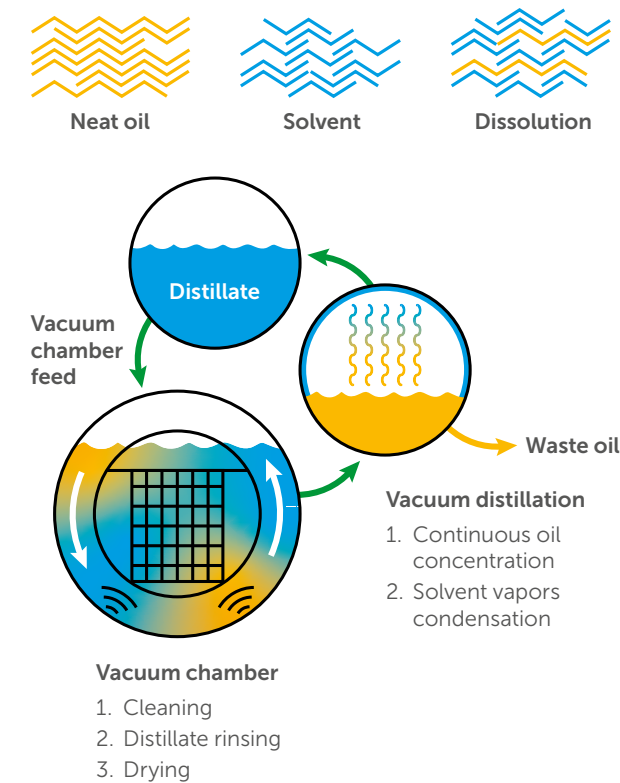 Neat oil
Solvent
Dissolution
Distillate
Vacuum
chamber
feed
Waste oil
Vacuum distillation
1. Continuous oil
concentration
2. Solvent vapors
condensation
Vacuum chamber
1. Cleaning
2. Distillate rinsing
3. Drying